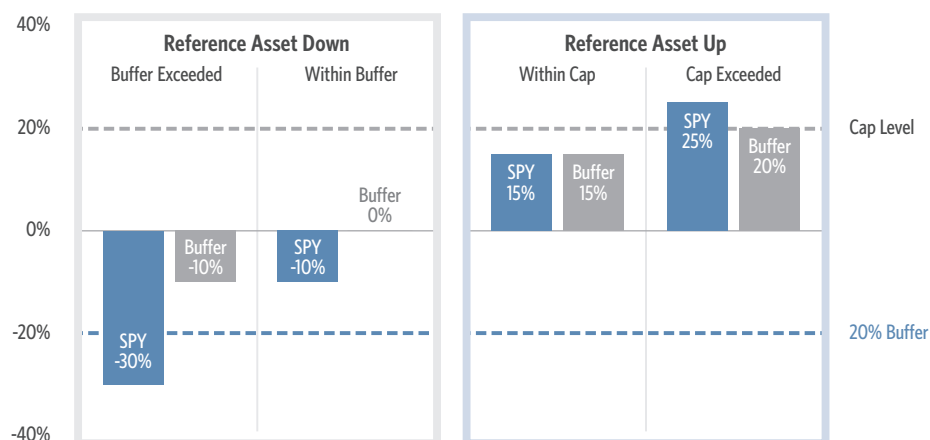 40%
20%
0%
-20%
-40%
Reference Asset Down
Buffer Exceeded
Within Buffer
SPY
-30%
Buffer
-10%
SPY
-10%
Buffer
0%
Reference Asset Up
Within Cap
Cap Exceeded
SPY
15%
Buffer
15%
SPY
25%
Buffer
20%
Cap Level
20% Buffer